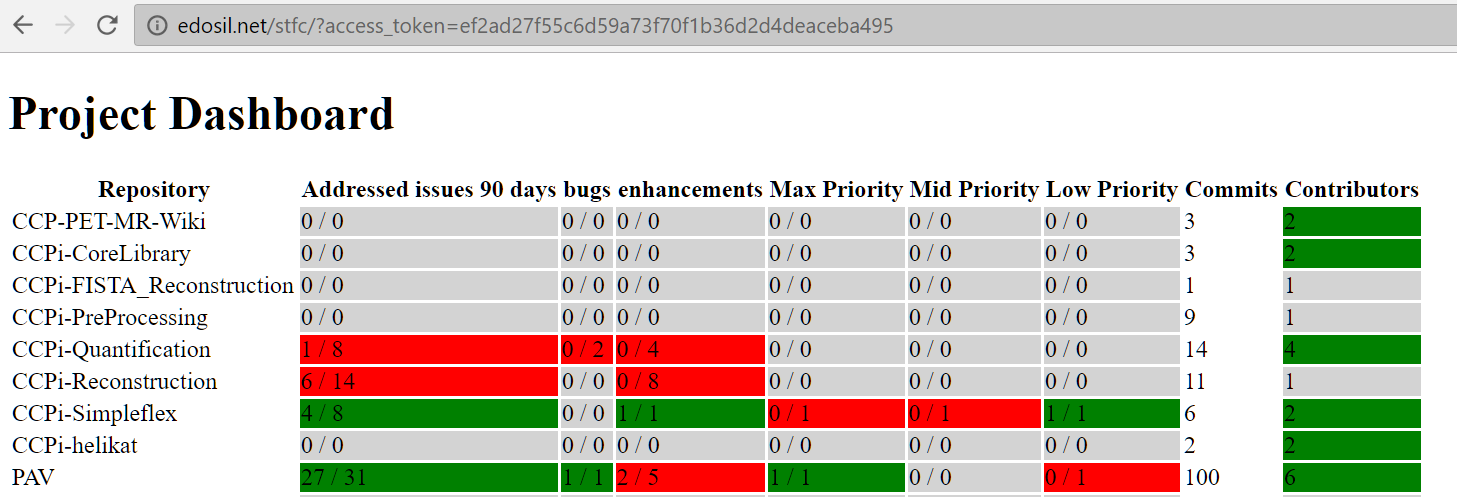 edosil.net/stfc/?access_token=ef2ad27f55c6d59a73f70f1b36d2d4deaceba495
Project Dashboard
Repository Addressed issues 90 days bugs enhancements Max Priority Mid Priority Low Priority Commits Contributors
CCP-PET-MR-Wiki 0 / 0 0 / 0 0 / 0 0 / 0 0 / 0 0 / 0 3 2
CCPi-CoreLibrary 0 / 0 0 / 0 0 / 0 0 / 0 0 / 0 0 / 0 3 2
CCPi-FISTA_Reconstruction 0 / 0 0 / 0 0 / 0 0 / 0 0 / 0 0 / 0 1 1
CCPi-PreProcessing 0 / 0 0 / 0 0 / 0 0 / 0 0 / 0 0 / 0 9 1
CCPi-Quantification 1 / 8 0 / 2 0 / 4 0 / 0 0 / 0 0 / 0 14 4
CCPi-Reconstruction 6 / 14 0 / 0 0 / 8 0 / 0 0 / 0 0 / 0 11 1
CCPi-Simpleflex 4 / 8 0 / 0 1 / 1 0 / 1 0 / 1 1 / 1 6 2
CCPi-helikat 0 / 0 0 / 0 0 / 0 0 / 0 0 / 0 0 / 0 2 2
PAV 27 / 31 1 / 1 2 / 5 1 / 1 0 / 0 0 / 1 100 6